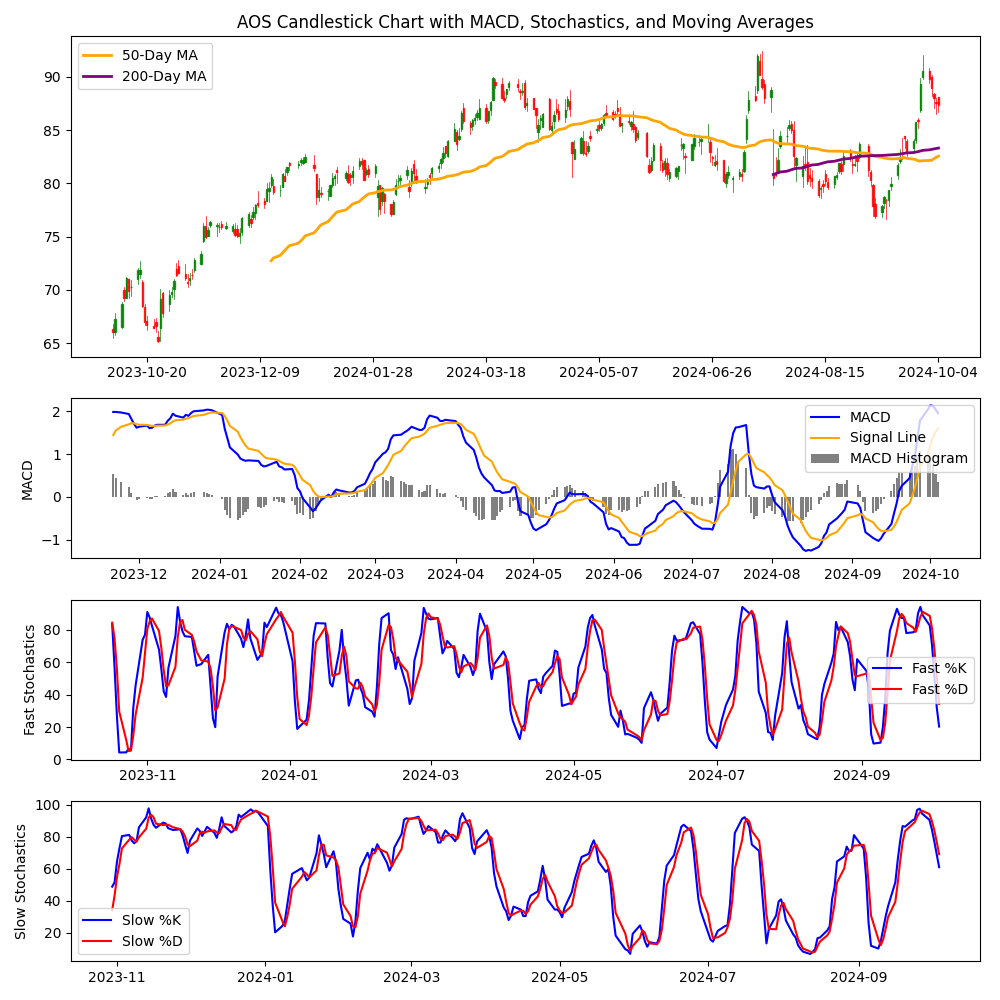 AOS Candlestick Chart with MACD, Stochastics, and Moving Averages
50-Day MA
200-Day MA
90
85
80
75
70
65
2023-10-20 2023-12-09 2024-01-28 2024-03-18 2024-05-07 2024-06-26 2024-08-15 2024-10-04
MACD
2
1
0
−1
MACD
Signal Line
MACD Histogram
2023-12 2024-01 2024-02 2024-03 2024-04 2024-05 2024-06 2024-07 2024-08 2024-09 2024-10
Fast Stochastics
80
60
40
20
0
Fast %K
Fast %D
2023-11 2024-01 2024-03 2024-05 2024-07 2024-09
Slow Stochastics
100
80
60
40
20
Slow %K
Slow %D
2023-11 2024-01 2024-03 2024-05 2024-07 2024-09